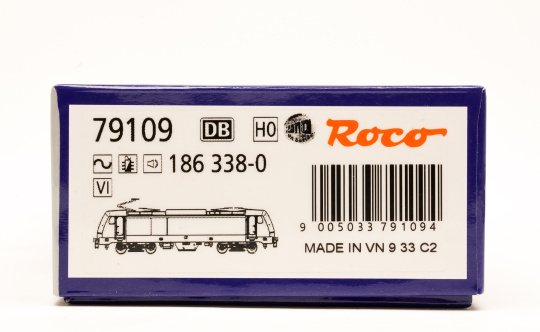 79109 DB H0 Roco
186 338-0
VI
9 005033 791094
MADE IN VN 9 33 C2